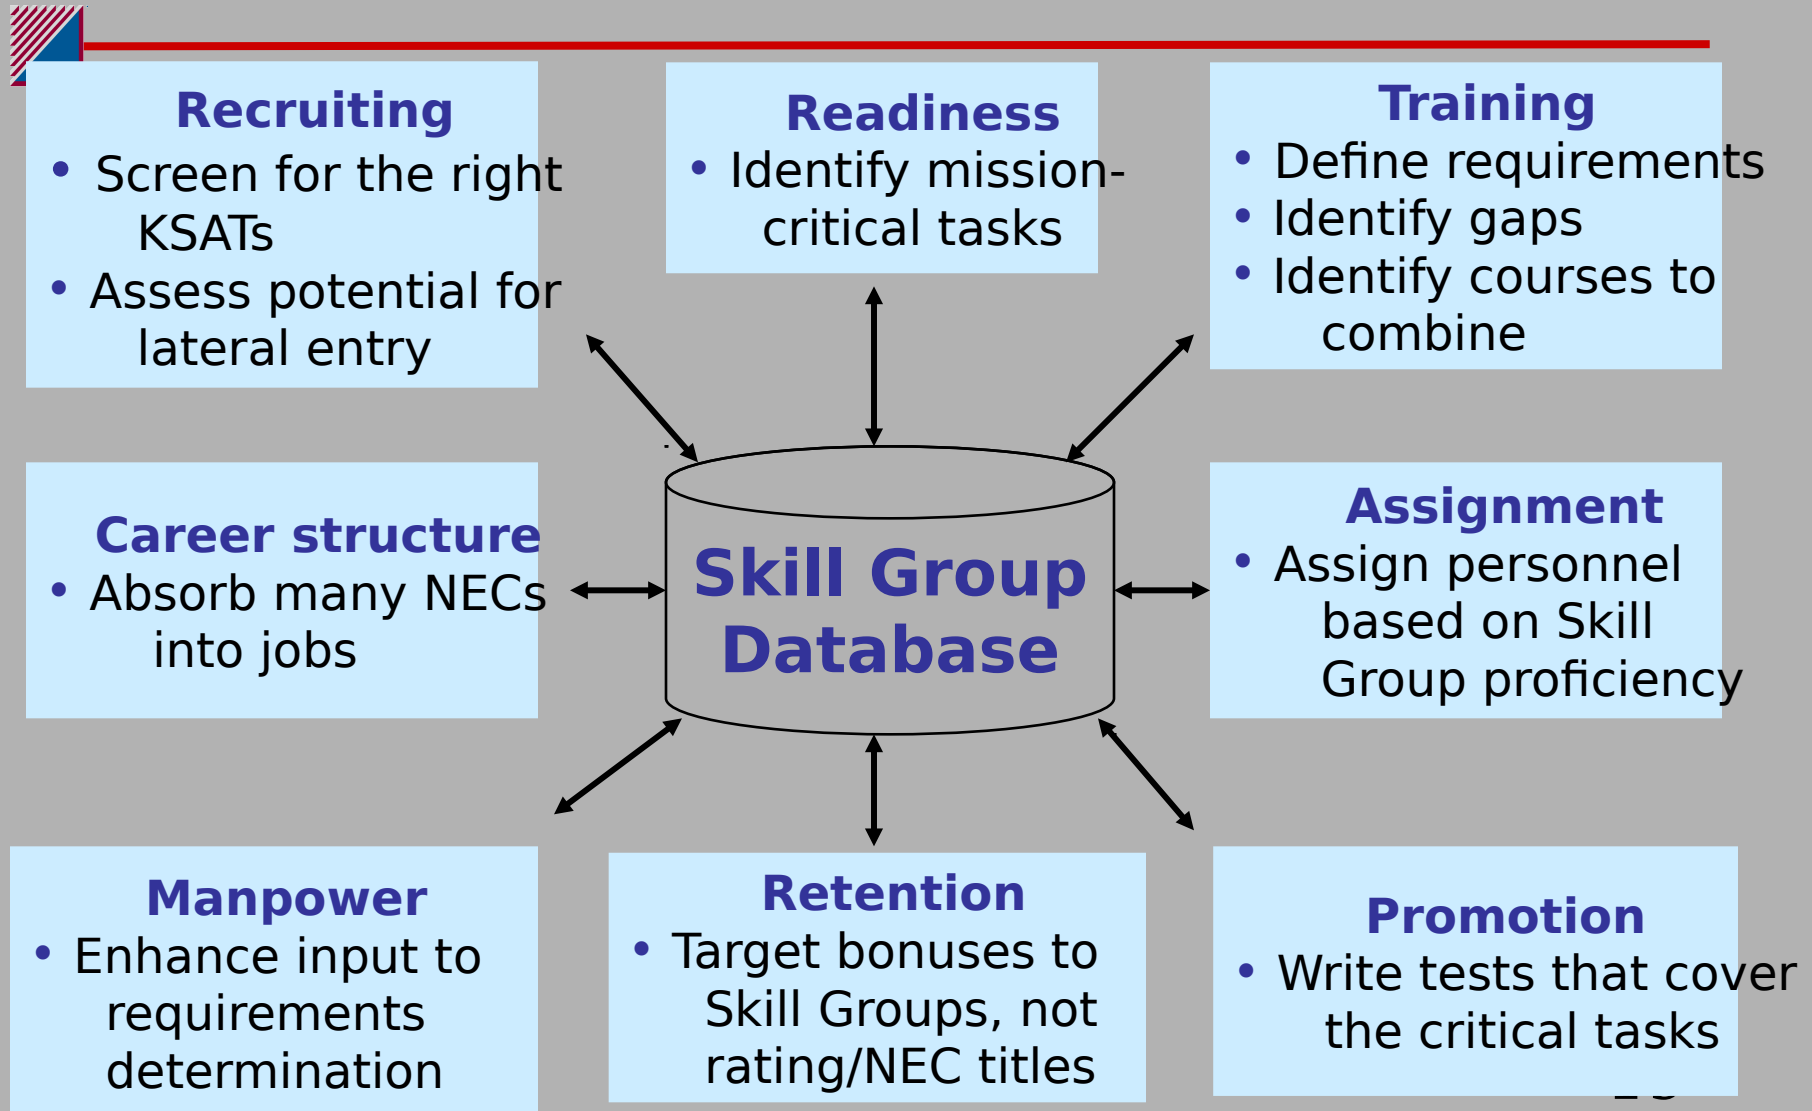 Recruiting
• Screen for the right
KSATs
• Assess potential for
lateral entry
Readiness
• Identify mission-
critical tasks
Training
• Define requirements
• Identify gaps
• Identify courses to
combine
Career structure
• Absorb many NECs
into jobs
Skill Group
Database
Assignment
• Assign personnel
based on Skill
Group proficiency
Manpower
• Enhance input to
requirements
determination
Retention
• Target bonuses to
Skill Groups, not
rating/NEC titles
Promotion
• Write tests that cover
the critical tasks